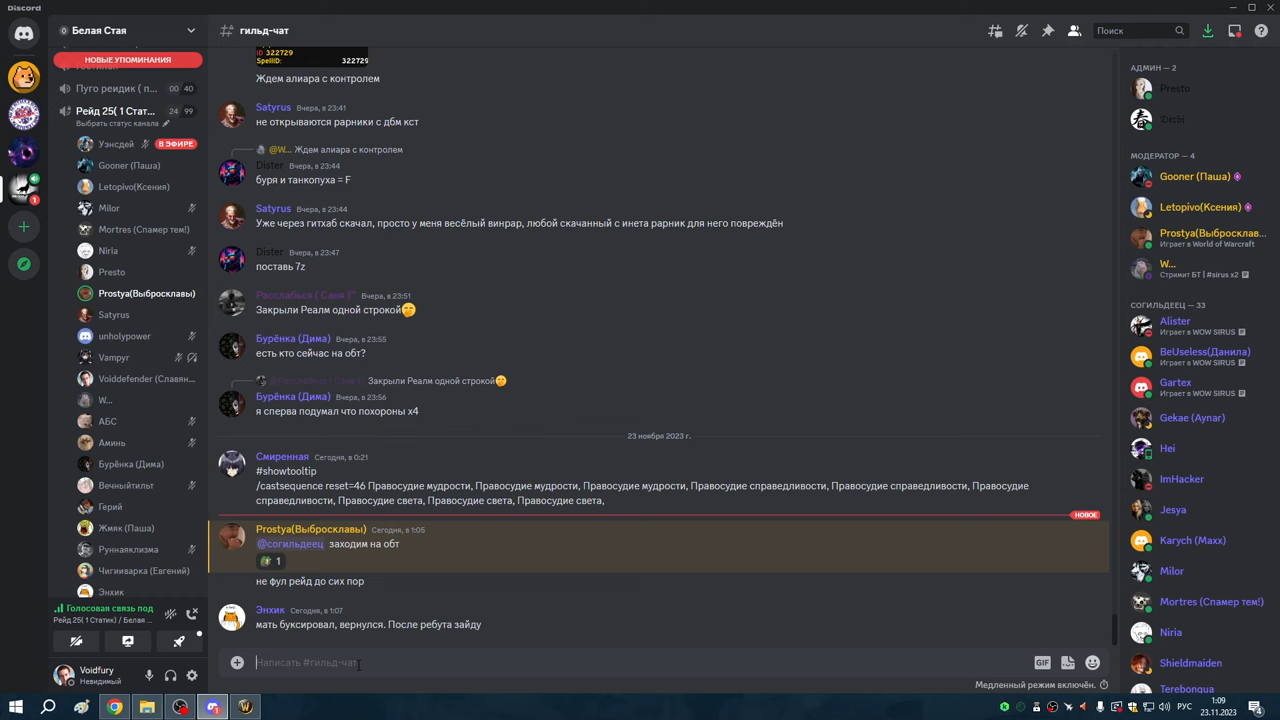 Белая Стая
гильд-чат
Поиск
НОВЫЕ УПОМИНАНИЯ
Пуго реидик ( п...
00 40
Рейд 25( 1 Стат...
24 99
Выбрать статус канала
Уэнсдей
В ЭФИРЕ
Gooner (Паша)
Letopivo(Ксения)
Milor
Mortres (Спамер тем!)
Niria
Presto
Prostya(Выбросклавы)
Satyrus
unholypower
Vampyr
Voiddefender (Славян...
W...
АБС
Аминь
Бурёнка (Дима)
Вечныйтильт
Герий
Жмяк (Паша)
Руннаяклизма
Чигииварка (Евгений)
Энхик
Голосовая связь под
Рейд 25( 1 Статик) / Белая ...
Voidfury
Невидимый
ID 322729
SpellID: 322729
Ждем алиара с контролем
Satyrus Вчера, в 23:41
не открываются рарники с дбм кст
@W... Ждем алиара с контролем
Dister Вчера, в 23:44
буря и танкопуха = F
Satyrus Вчера, в 23:44
Уже через гитхаб скачал, просто у меня весёлый винрар, любой скачанный с инета рарник для него повреждён
Dister Вчера, в 23:47
поставь 7z
Расслабься ( Саня )" Вчера, в 23:51
Закрыли Реалм одной строкой🤫
Бурёнка (Дима) Вчера, в 23:55
есть кто сейчас на обт?
Закрыли Реалм одной строкой🤫
Бурёнка (Дима) Вчера, в 23:56
я сперва подумал что похороны х4
23 ноября 2023 г.
Смиренная Сегодня, в 0:21
#showtooltip
/castsequence reset=46 Правосудие мудрости, Правосудие мудрости, Правосудие мудрости, Правосудие справедливости, Правосудие справедливости, Правосудие
справедливости, Правосудие света, Правосудие света, Правосудие света,
НОВОЕ
Prostya(Выбросклавы) Сегодня, в 1:05
@согильдеец заходим на обт
1
не фул рейд до сих пор
Энхик Сегодня, в 1:07
мать буксировал, вернулся. После ребута зайду
Написать #гильд-чат
GIF
Медленный режим включён.
АДМИН — 2
Presto
МОДЕРАТОР — 4
Gooner (Паша)
Letopivo(Ксения)
Prostya(Выбросклав...
Играет в World of Warcraft
W...
Стримит БТ | #sirus x2
СОГИЛЬДЕЕЦ — 33
Alister
Играет в WOW SIRUS
BeUseless(Данила)
Играет в WOW SIRUS
Gartex
Играет в WOW SIRUS
Gekae (Аynar)
Hei
ImHacker
Jesya
Karych (Maxx)
Milor
Mortres (Спамер тем!)
Niria
Shieldmaiden
Terebonqua
РУС
1:09
23.11.2023
4